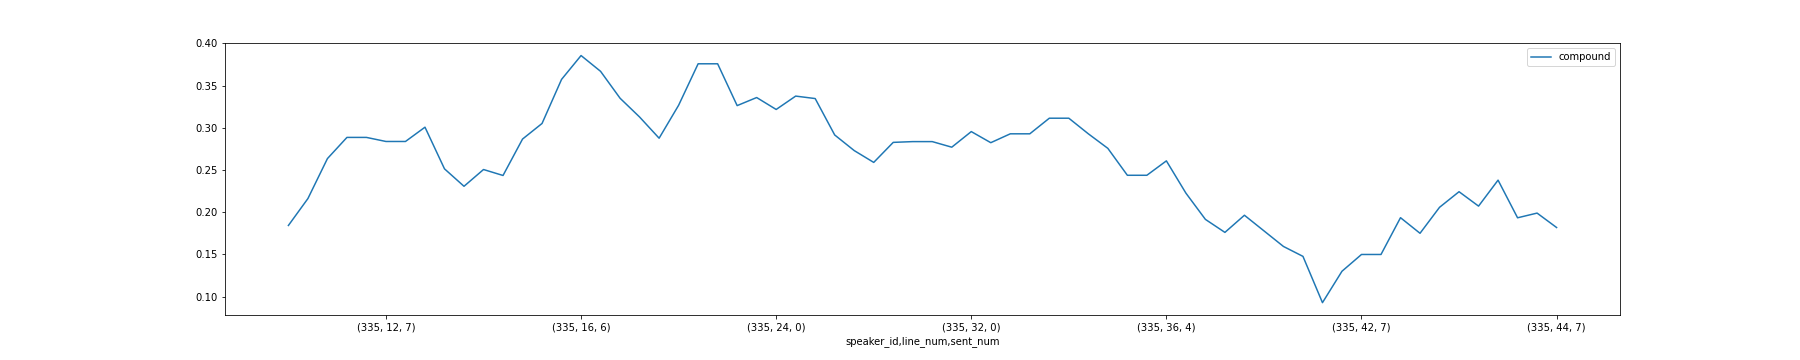 0.40
compound
0.35
0.30
0.25
0.20
0.15
0.10
(335, 12, 7) (335, 16, 6) (335, 24, 0) (335, 32, 0) (335, 36, 4) (335, 42, 7) (335, 44, 7)
speaker_id,line_num,sent_num